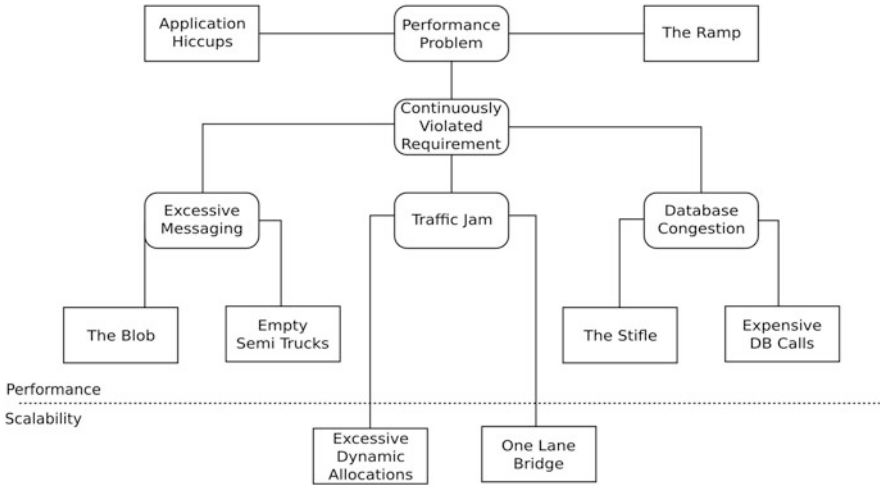 Application
Hiccups
Performance
Problem
The Ramp
Continuously
Violated
Requirement
Excessive
Messaging
Traffic Jam
Database
Congestion
The Blob
Empty
Semi Trucks
The Stifle
Expensive
DB Calls
Performance
Scalability
Excessive
Dynamic
Allocations
One Lane
Bridge